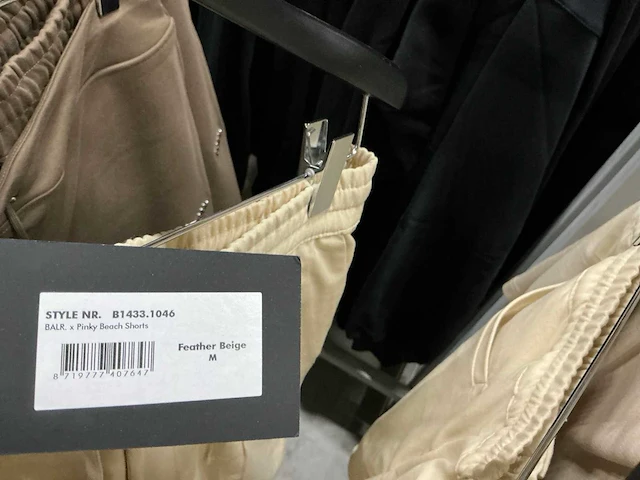 STYLE NR. B1433.1046
BALR. x Pinky Beach Shorts
Feather Beige
M
8 719777 407647